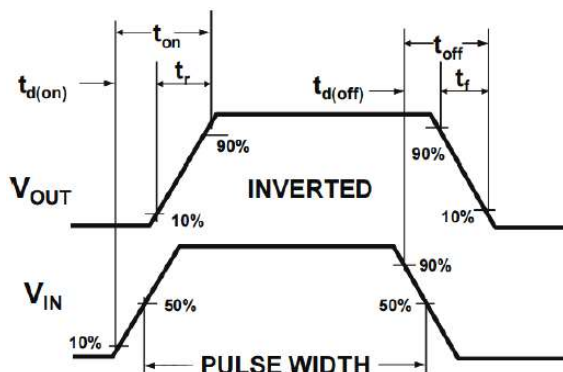 t_on t_off
t_d(on) t_r t_d(off) t_f
90% 90%
V_OUT INVERTED
10% 10%
90%
V_IN 50% 50%
10%
PULSE WIDTH